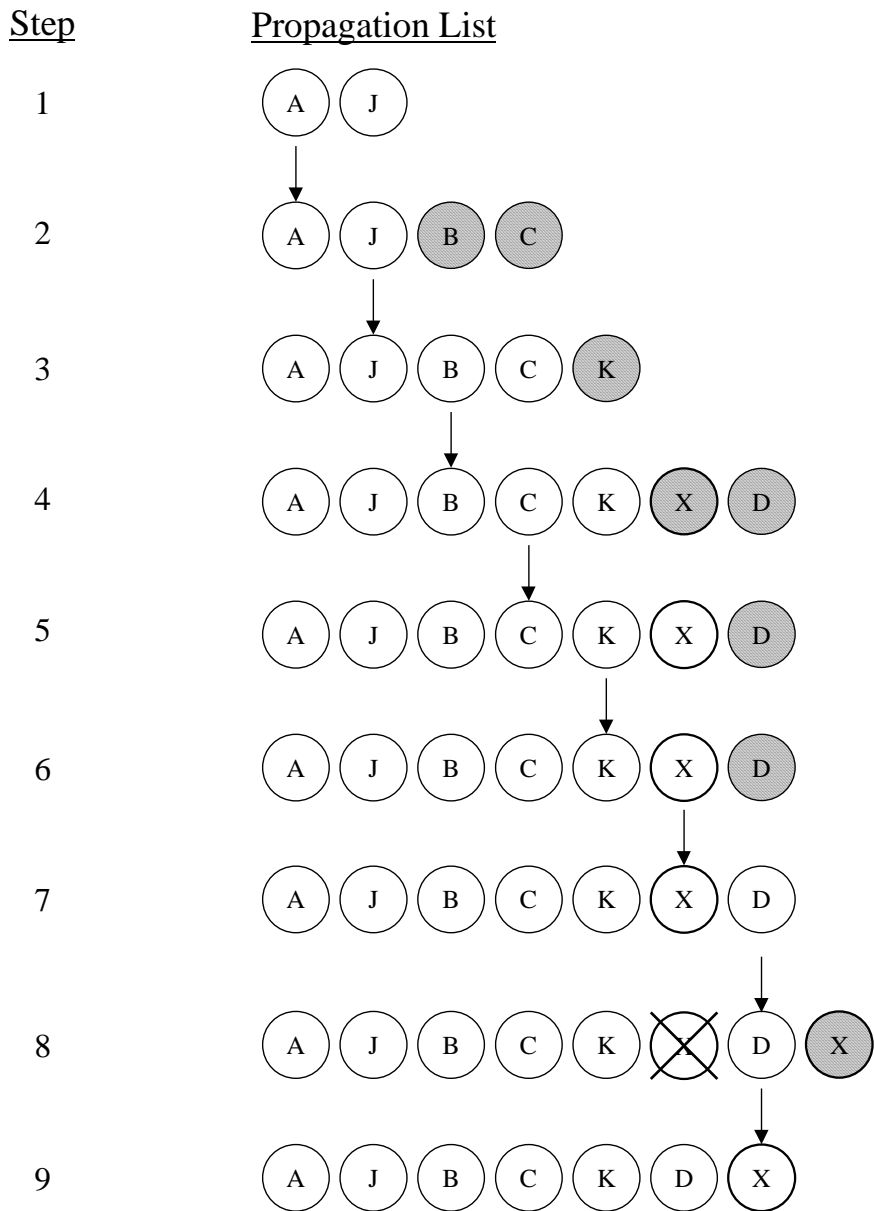 Step Propagation List
1 A J
2 A J B C
3 A J B C K
4 A J B C K X D
5 A J B C K X D
6 A J B C K X D
7 A J B C K X D
8 A J B C K X D X
9 A J B C K D X